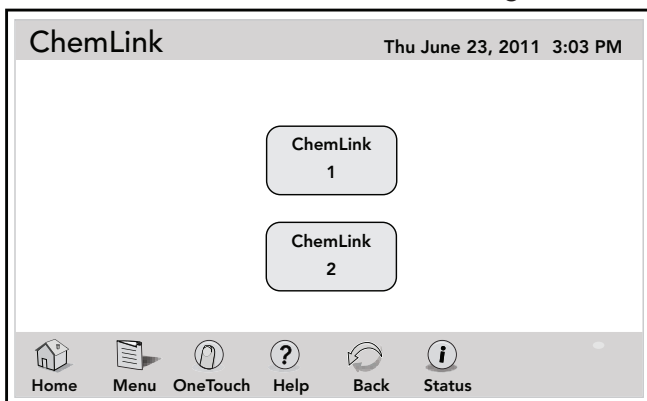 ChemLink Thu June 23, 2011 3:03 PM
ChemLink
1
ChemLink
2
?
i
Home Menu OneTouch Help Back Status